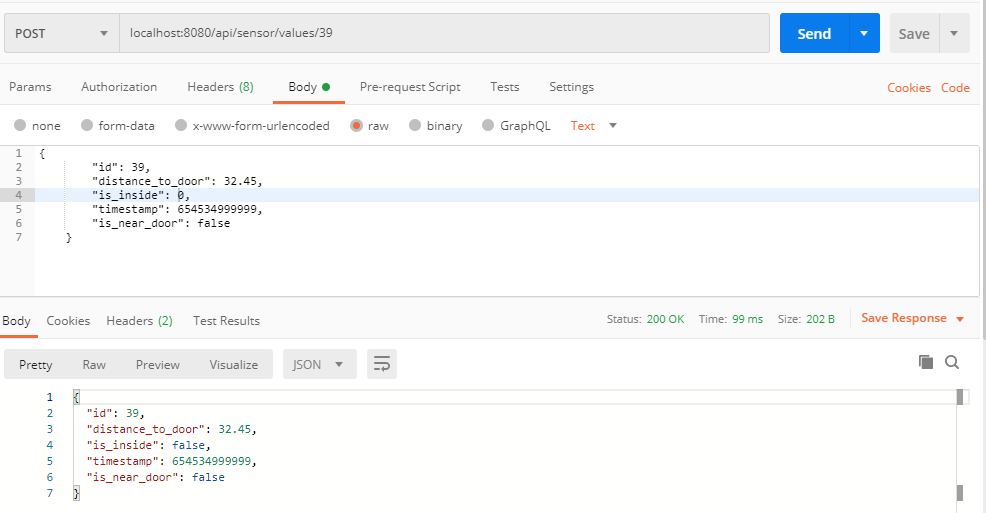 POST localhost:8080/api/sensor/values/39 Send Save
Params Authorization Headers (8) Body Pre-request Script Tests Settings Cookies Code
none form-data x-www-form-urlencoded raw binary GraphQL Text
1 {
2 "id": 39,
3 "distance_to_door": 32.45,
4 "is_inside": 0,
5 "timestamp": 654534999999,
6 "is_near_door": false
7 }
Body Cookies Headers (2) Test Results Status: 200 OK Time: 99 ms Size: 202 B Save Response
Pretty Raw Preview Visualize JSON
1 {
2 "id": 39,
3 "distance_to_door": 32.45,
4 "is_inside": false,
5 "timestamp": 654534999999,
6 "is_near_door": false
7 }